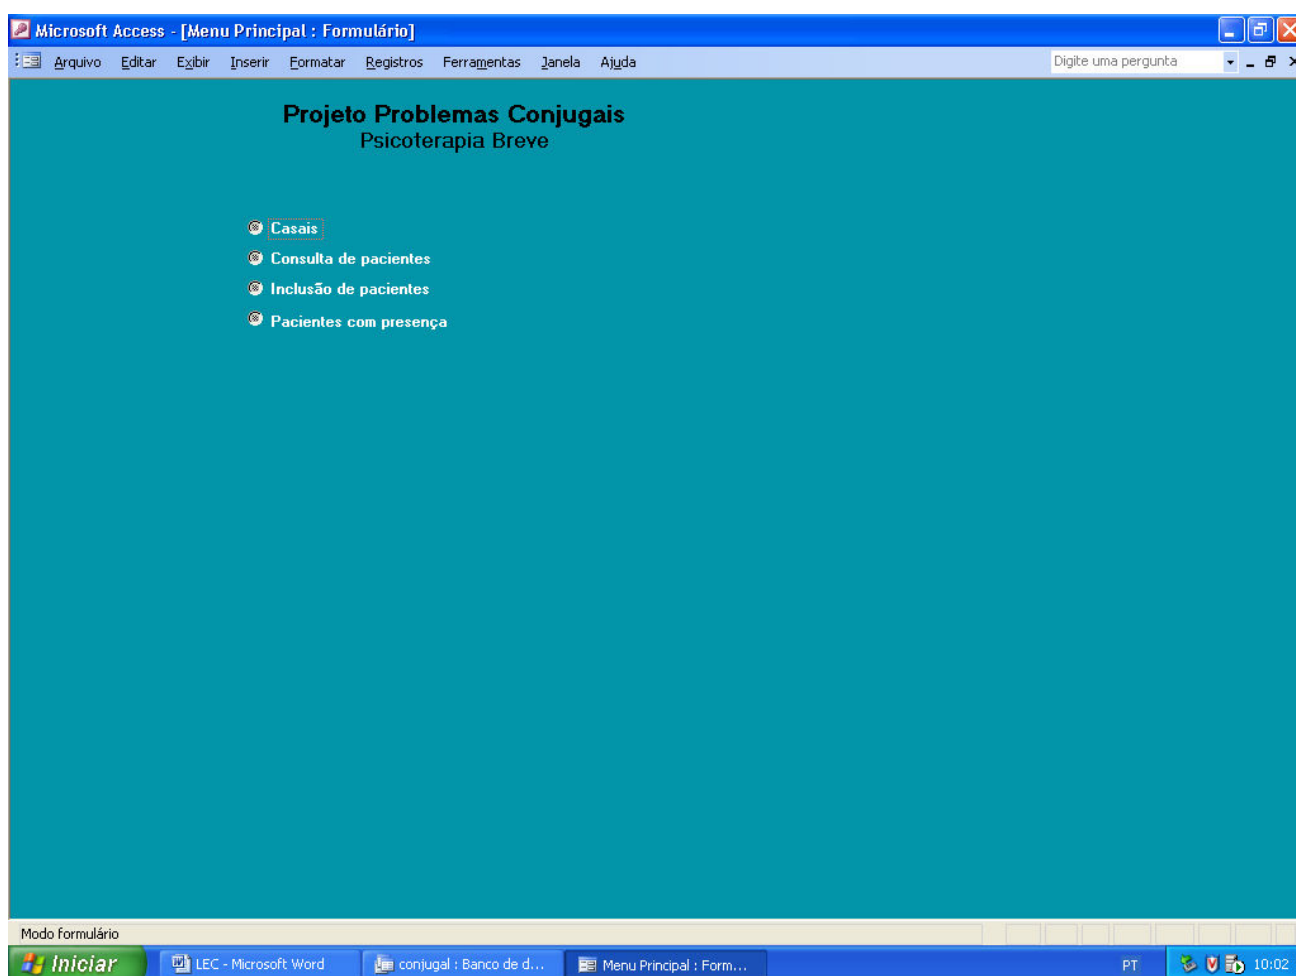 Microsoft Access - [Menu Principal : Formulário]
Arquivo Editar Exibir Inserir Formatar Registros Ferramentas Janela Ajuda Digite uma pergunta
Projeto Problemas Conjugais
Psicoterapia Breve
Casais
Consulta de pacientes
Inclusão de pacientes
Pacientes com presença
Modo formulário
Iniciar LEC - Microsoft Word conjugal : Banco de d... Menu Principal : Form... PT 10:02